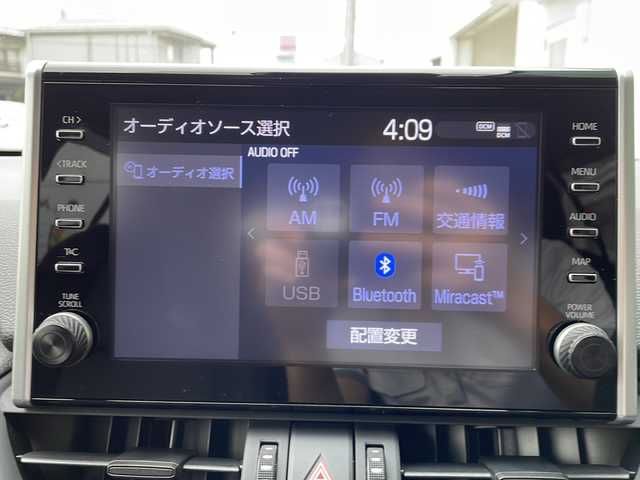 CH >
< TRACK
PHONE
T∧C
TUNE
SCROLL
オーディオソース選択
4:09
DCM
DCM
オーディオ選択
AUDIO OFF
AM
FM
交通情報
USB
Bluetooth
Miracast™
配置変更
HOME
MENU
AUDIO
MAP
POWER
VOLUME